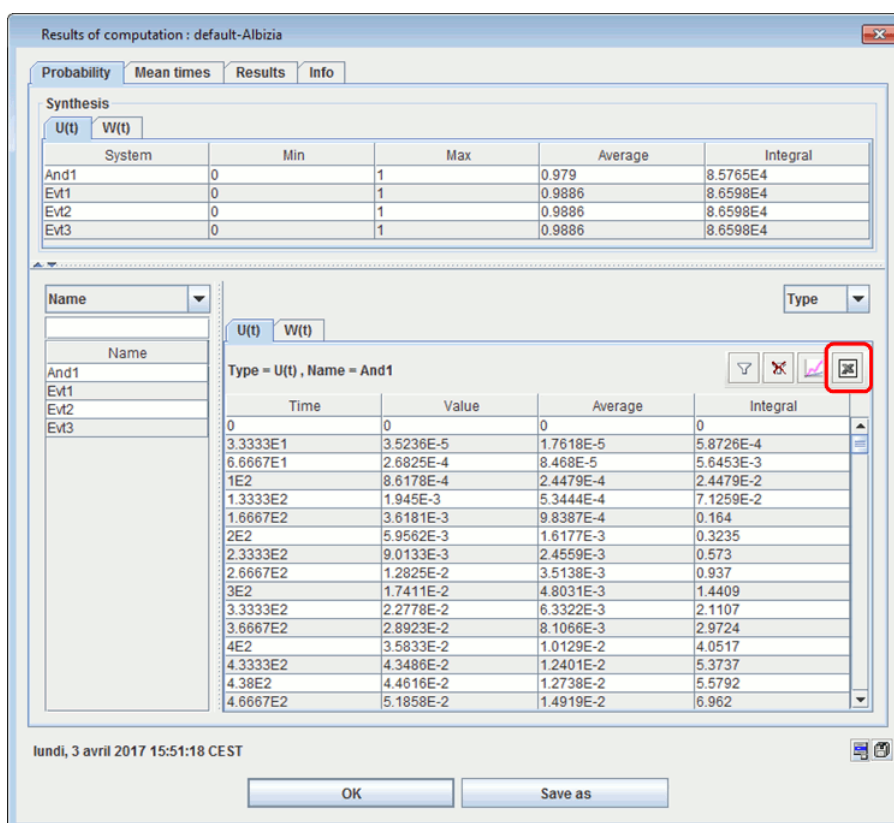 Results of computation : default-Albizia
Probability Mean times Results Info
Synthesis
U(t) W(t)
System Min Max Average Integral
And1 0 1 0.979 8.5765E4
Evt1 0 1 0.9886 8.6598E4
Evt2 0 1 0.9886 8.6598E4
Evt3 0 1 0.9886 8.6598E4
Name Type
U(t) W(t)
Name
And1
Evt1
Evt2
Evt3
Type = U(t) , Name = And1
Time Value Average Integral
0 0 0 0
3.3333E1 3.5236E-5 1.7618E-5 5.8726E-4
6.6667E1 2.6825E-4 8.468E-5 5.6453E-3
1E2 8.6178E-4 2.4479E-4 2.4479E-2
1.3333E2 1.945E-3 5.3444E-4 7.1259E-2
1.6667E2 3.6181E-3 9.8387E-4 0.164
2E2 5.9562E-3 1.6177E-3 0.3235
2.3333E2 9.0133E-3 2.4559E-3 0.573
2.6667E2 1.2825E-2 3.5138E-3 0.937
3E2 1.7411E-2 4.8031E-3 1.4409
3.3333E2 2.2778E-2 6.3322E-3 2.1107
3.6667E2 2.8923E-2 8.1066E-3 2.9724
4E2 3.5833E-2 1.0129E-2 4.0517
4.3333E2 4.3486E-2 1.2401E-2 5.3737
4.38E2 4.4616E-2 1.2738E-2 5.5792
4.6667E2 5.1858E-2 1.4919E-2 6.962
lundi, 3 avril 2017 15:51:18 CEST
OK Save as